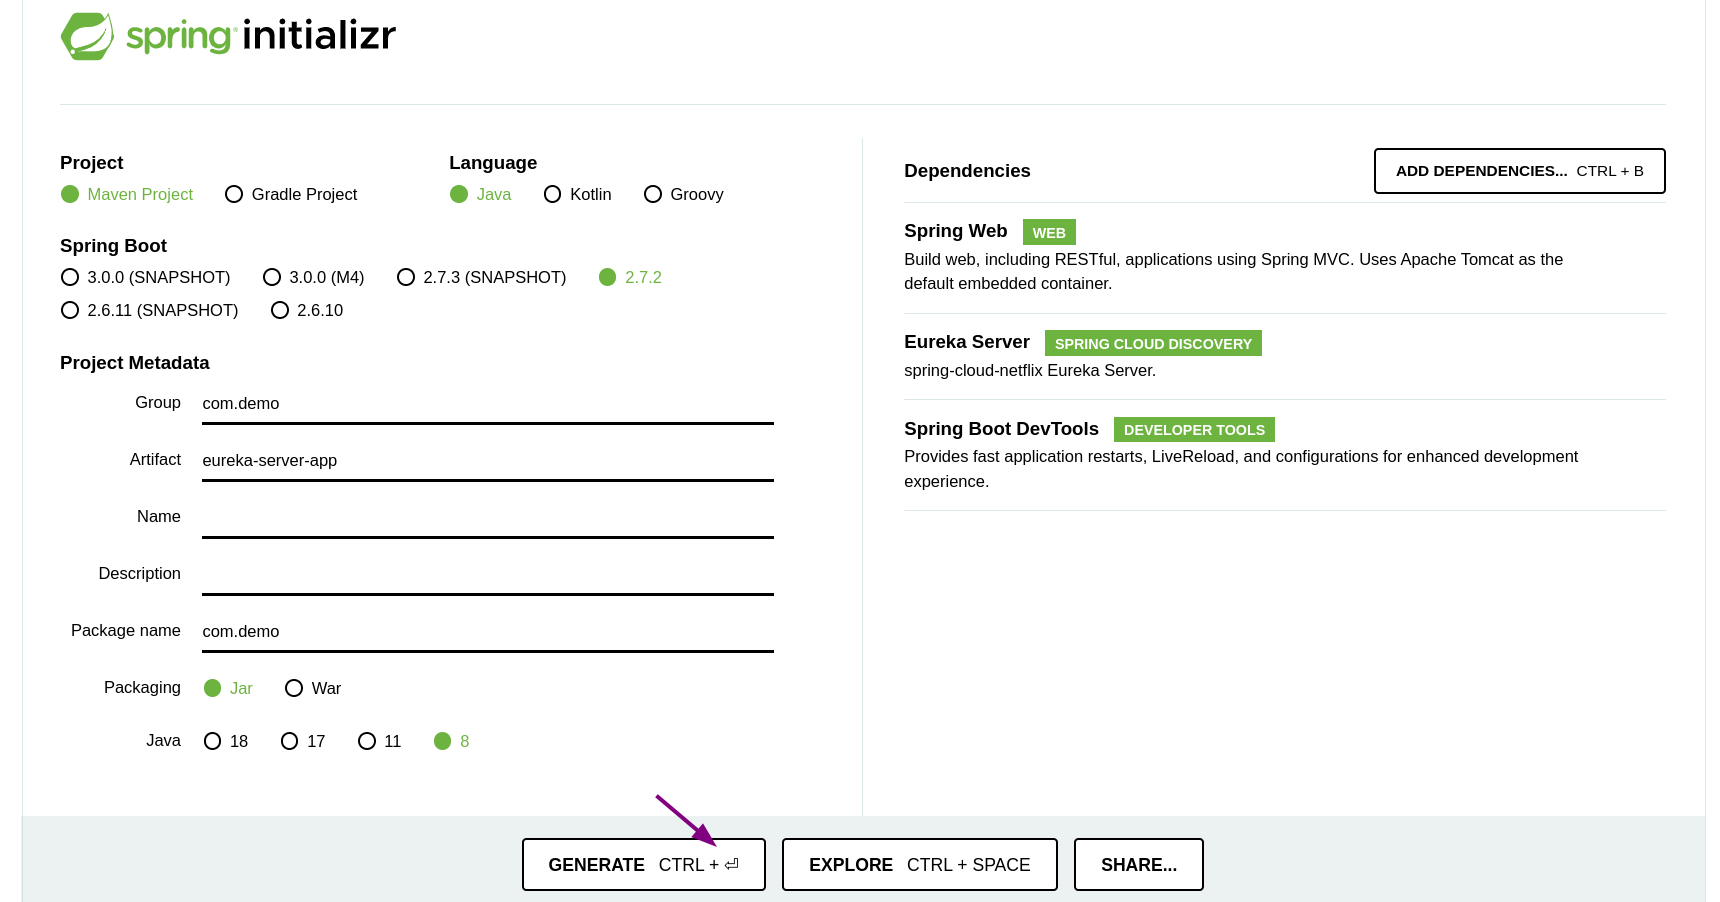 spring initializr
Project
Maven Project Gradle Project
Language
Java Kotlin Groovy
Spring Boot
3.0.0 (SNAPSHOT) 3.0.0 (M4) 2.7.3 (SNAPSHOT) 2.7.2
2.6.11 (SNAPSHOT) 2.6.10
Project Metadata
Group com.demo
Artifact eureka-server-app
Name
Description
Package name com.demo
Packaging Jar War
Java 18 17 11 8
Dependencies ADD DEPENDENCIES... CTRL + B
Spring Web WEB
Build web, including RESTful, applications using Spring MVC. Uses Apache Tomcat as the
default embedded container.
Eureka Server SPRING CLOUD DISCOVERY
spring-cloud-netflix Eureka Server.
Spring Boot DevTools DEVELOPER TOOLS
Provides fast application restarts, LiveReload, and configurations for enhanced development
experience.
GENERATE CTRL + ⏎ EXPLORE CTRL + SPACE SHARE...